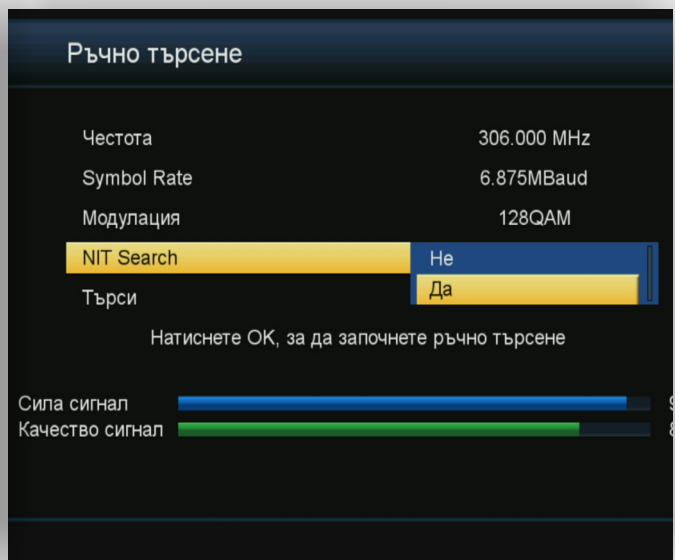 Ръчно търсене
Честота 306.000 MHz
Symbol Rate 6.875MBaud
Модулация 128QAM
NIT Search Не
Да
Търси
Натиснете OK, за да започнете ръчно търсене
Сила сигнал
Качество сигнал